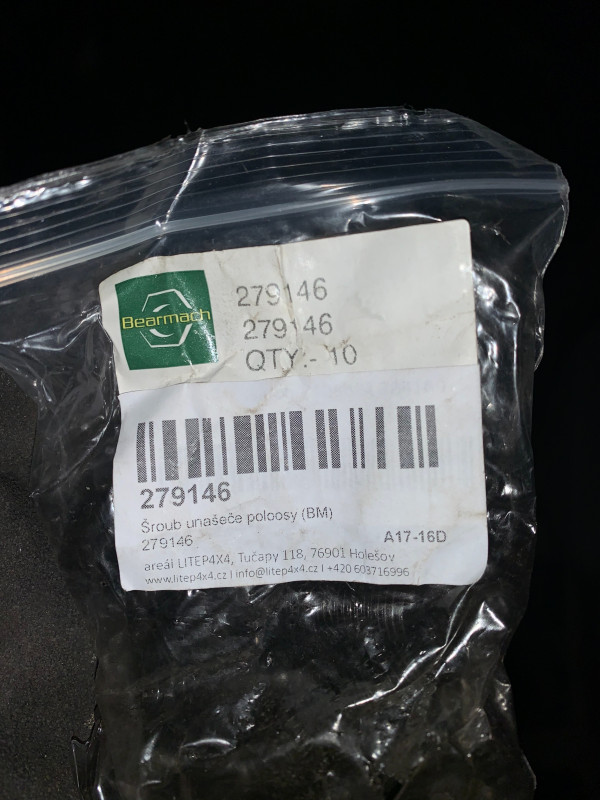 Bearmach
279146
279146
QTY:- 10
279146
Šroub unašeče poloosy (BM)
279146
A17-16D
areál LITEP4X4, Tučapy 118, 76901 Holešov
www.litep4x4.cz I info@litep4x4.cz I +420 603716996